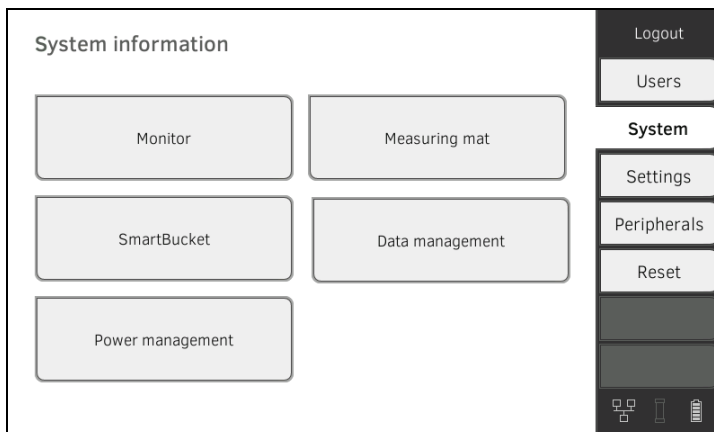 System information
Monitor
Measuring mat
SmartBucket
Data management
Power management
Logout
Users
System
Settings
Peripherals
Reset